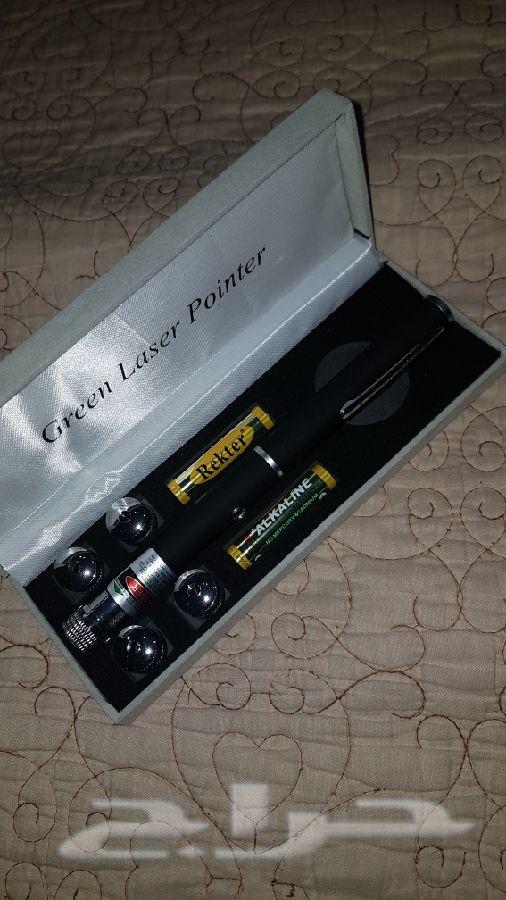 Green Laser Pointer
Rekter
ALKALINE
حراج